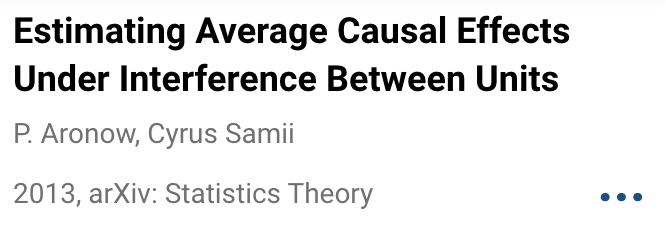 Estimating Average Causal Effects
Under Interference Between Units
P. Aronow, Cyrus Samii
2013, arXiv: Statistics Theory